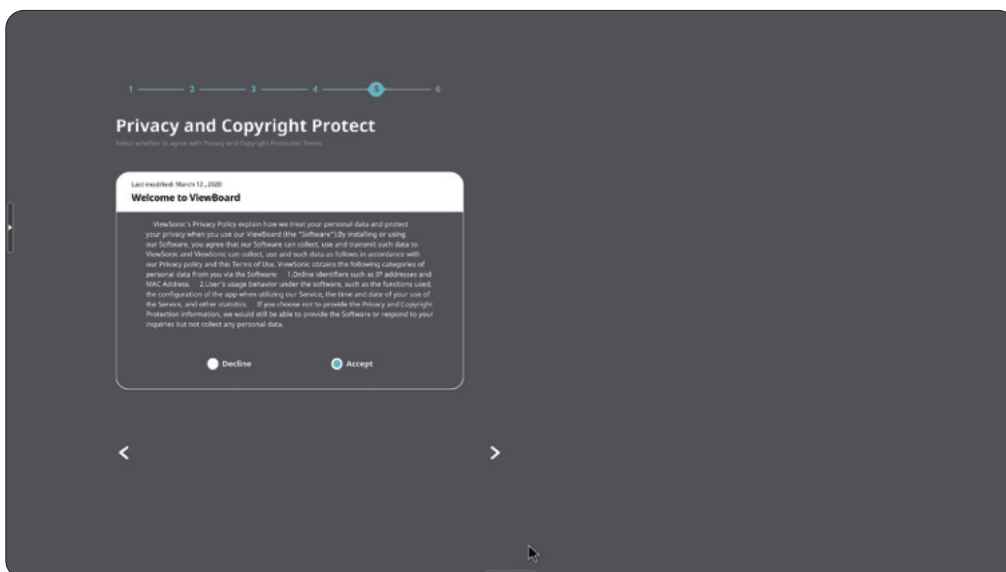 1 2 3 4 5 6
Privacy and Copyright Protect
Select whether to agree with Privacy and Copyright Protection Terms
Last modified: March 12 , 2020
Welcome to ViewBoard
ViewSonic's Privacy Policy explain how we treat your personal data and protect
your privacy when you use our ViewBoard (the "Software").By installing or using
our Software, you agree that our Software can collect, use and transmit such data to
ViewSonic and ViewSonic can collect, use and such data as follows in accordance with
our Privacy policy and this Terms of Use. ViewSonic obtains the following categories of
personal data from you via the Software: 1.Online Identifiers such as IP addresses and
MAC Address. 2.User's usage behavior under the software, such as the functions used,
the configuration of the app when utilizing our Service, the time and date of your use of
the Service, and other statistics. If you choose not to provide the Privacy and Copyright
Protection information, we would still be able to provide the Software or respond to your
inquiries but not collect any personal data.
Decline Accept